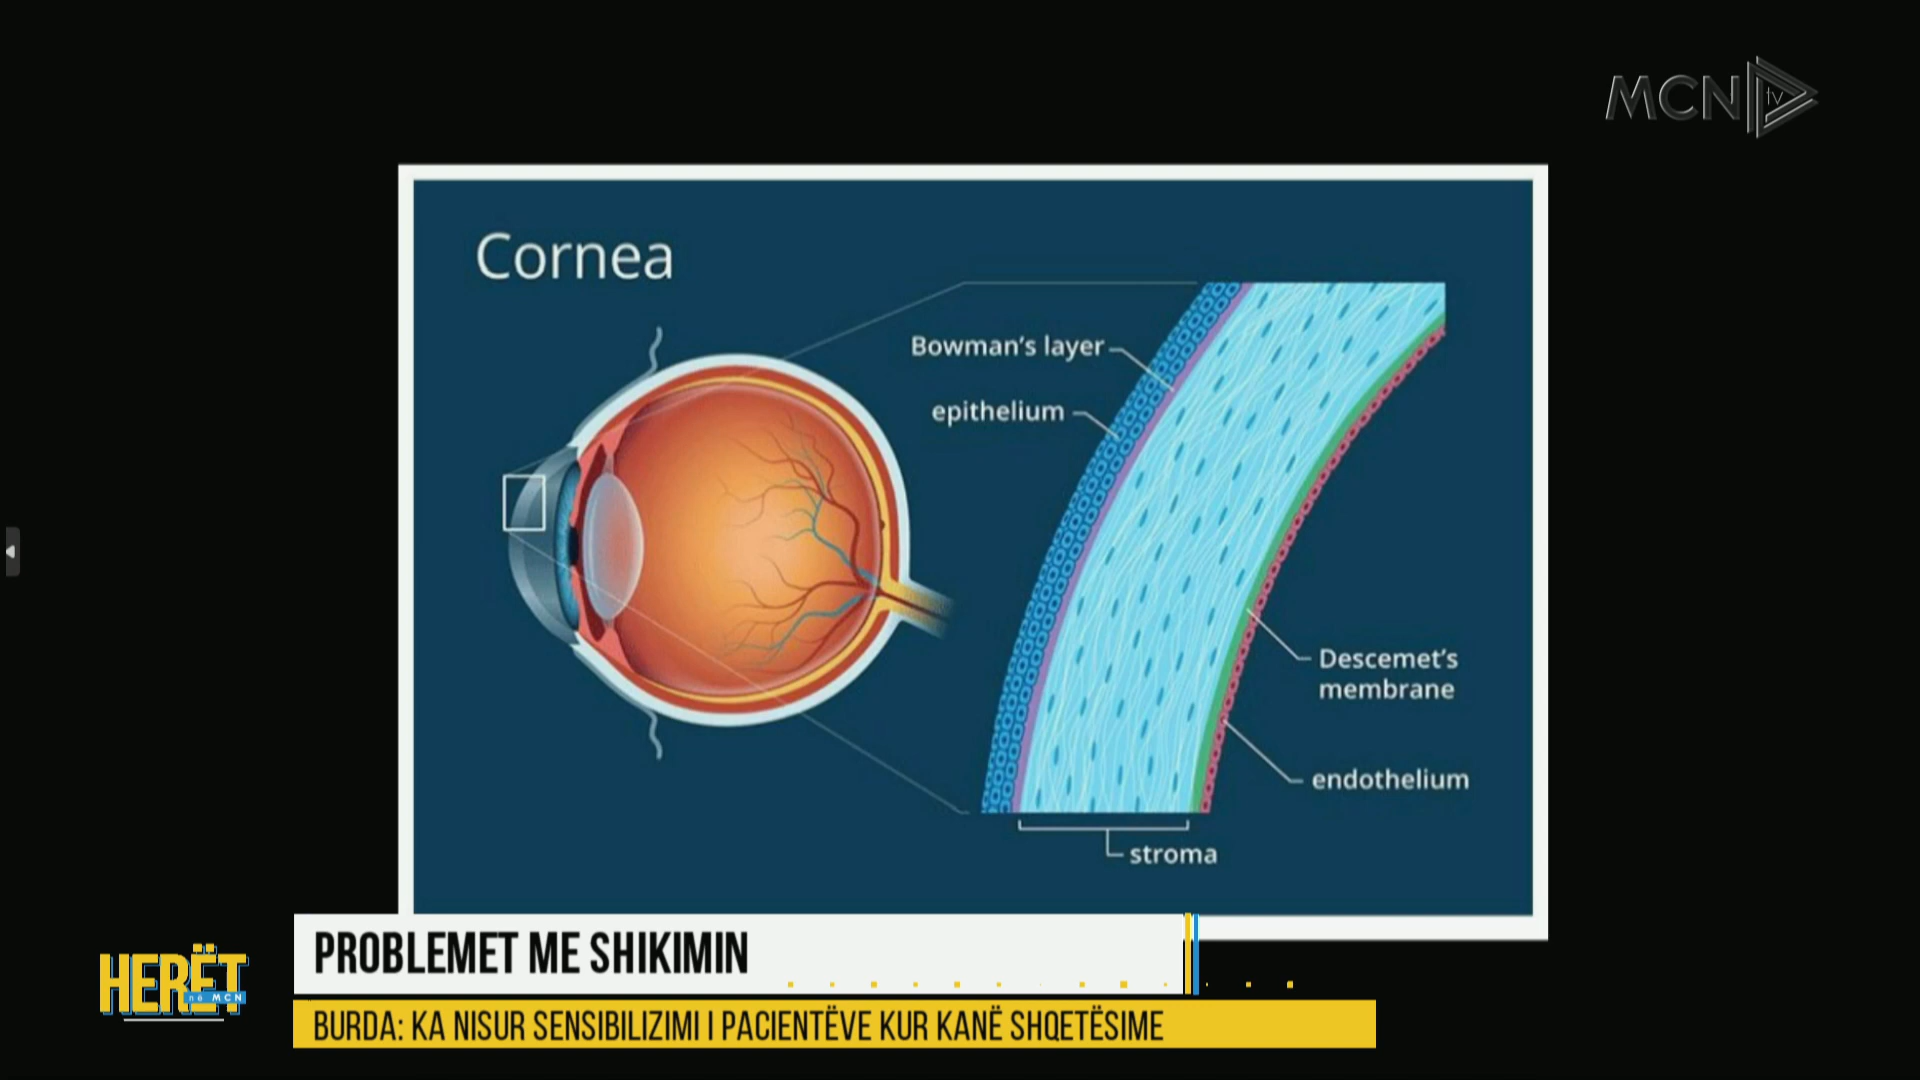 MCN tv
Cornea
Bowman's layer
epithelium
Descemet's
membrane
endothelium
stroma
PROBLEMET ME SHIKIMIN
HERËT
në MCN
BURDA: KA NISUR SENSIBILIZIMI I PACIENTËVE KUR KANË SHQETËSIME